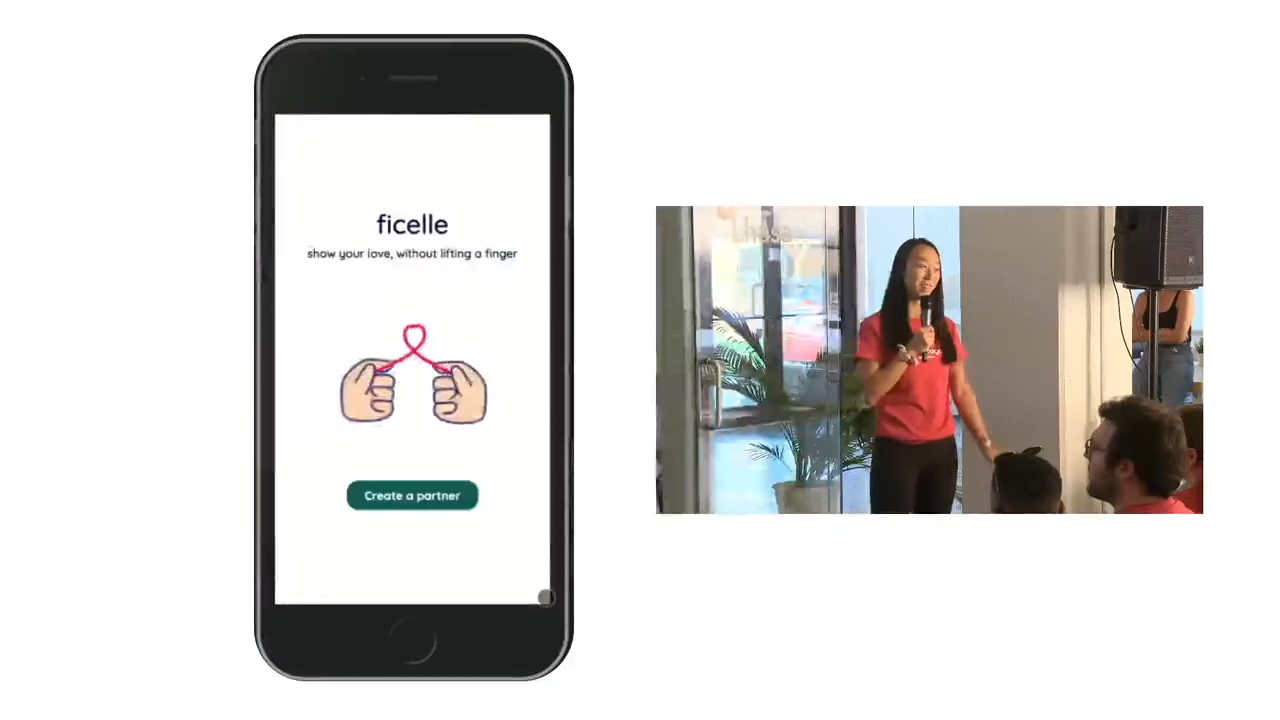 ficelle
show your love, without lifting a finger
Create a partner